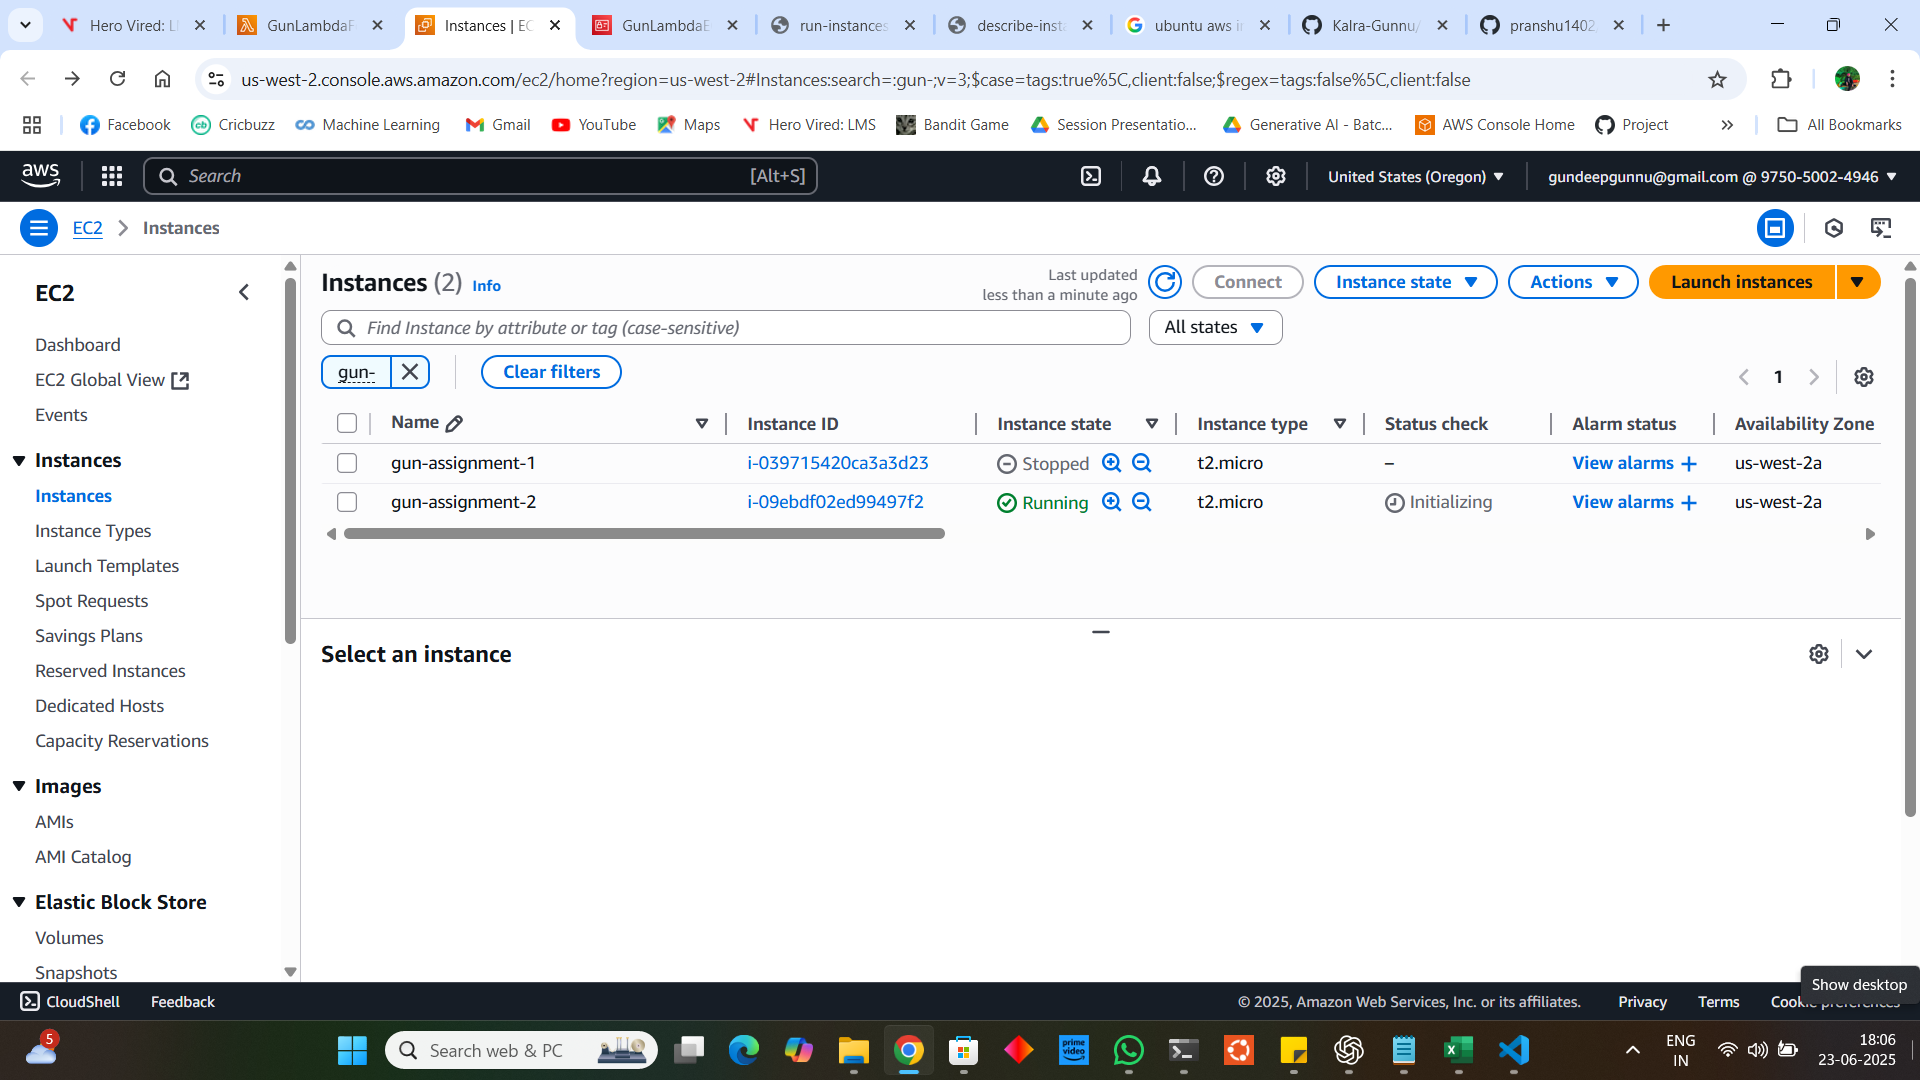 Hero Vired: L
GunLambdaF
Instances | EC
GunLambdaE
run-instances
describe-insta
ubuntu aws i
Kalra-Gunnu/
pranshu1402
us-west-2.console.aws.amazon.com/ec2/home?region=us-west-2#Instances:search=:gun-;v=3;$case=tags:true%5C,client:false;$regex=tags:false%5C,client:false
Facebook
Cricbuzz
Machine Learning
Gmail
YouTube
Maps
Hero Vired: LMS
Bandit Game
Session Presentatio...
Generative AI - Batc...
AWS Console Home
Project
All Bookmarks
aws
Search
[Alt+S]
United States (Oregon)
gundeepgunnu@gmail.com @ 9750-5002-4946
EC2
Instances
EC2
Dashboard
EC2 Global View
Events
Instances
Instances
Instance Types
Launch Templates
Spot Requests
Savings Plans
Reserved Instances
Dedicated Hosts
Capacity Reservations
Images
AMIs
AMI Catalog
Elastic Block Store
Volumes
Snapshots
Instances (2) Info
Last updated
less than a minute ago
Connect
Instance state
Actions
Launch instances
Find Instance by attribute or tag (case-sensitive)
All states
gun-
Clear filters
1
Name Instance ID Instance state Instance type Status check Alarm status Availability Zone
gun-assignment-1 i-039715420ca3a3d23 Stopped t2.micro – View alarms + us-west-2a
gun-assignment-2 i-09ebdf02ed99497f2 Running t2.micro Initializing View alarms + us-west-2a
Select an instance
Show desktop
CloudShell
Feedback
© 2025, Amazon Web Services, Inc. or its affiliates.
Privacy
Terms
Cookie preferences
5
Search web & PC
prime video
ENG
IN
18:06
23-06-2025